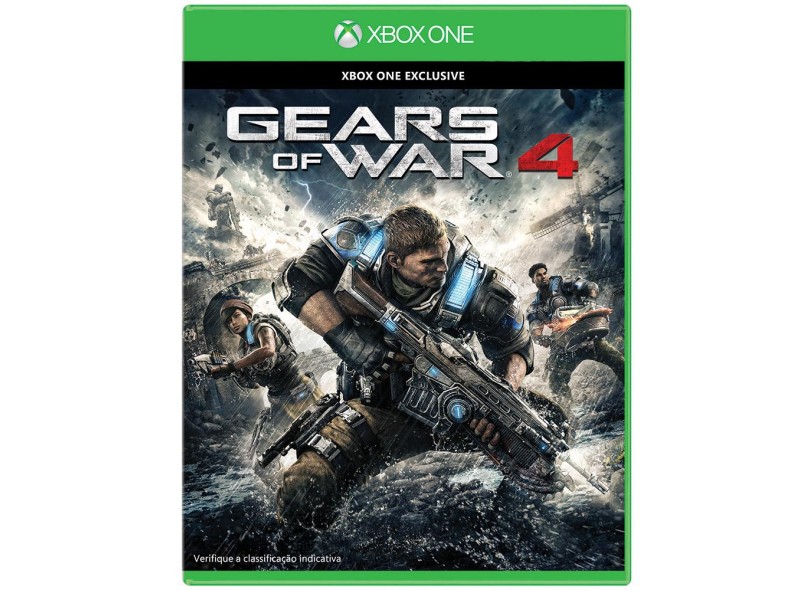 XBOX ONE
XBOX ONE EXCLUSIVE
GEARS
OF WAR® 4
Verifique a classificação indicativa